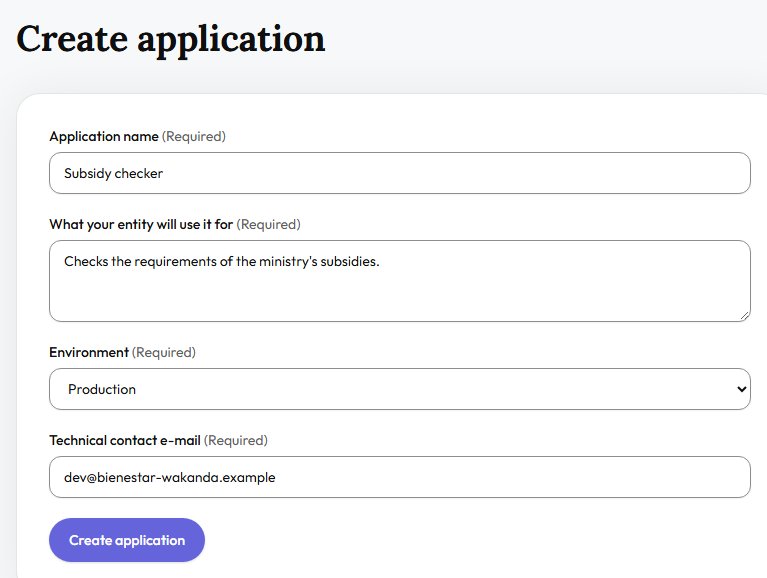 Create application
Application name (Required)
Subsidy checker
What your entity will use it for (Required)
Checks the requirements of the ministry's subsidies.
Environment (Required)
Production
Technical contact e-mail (Required)
dev@bienestar-wakanda.example
Create application